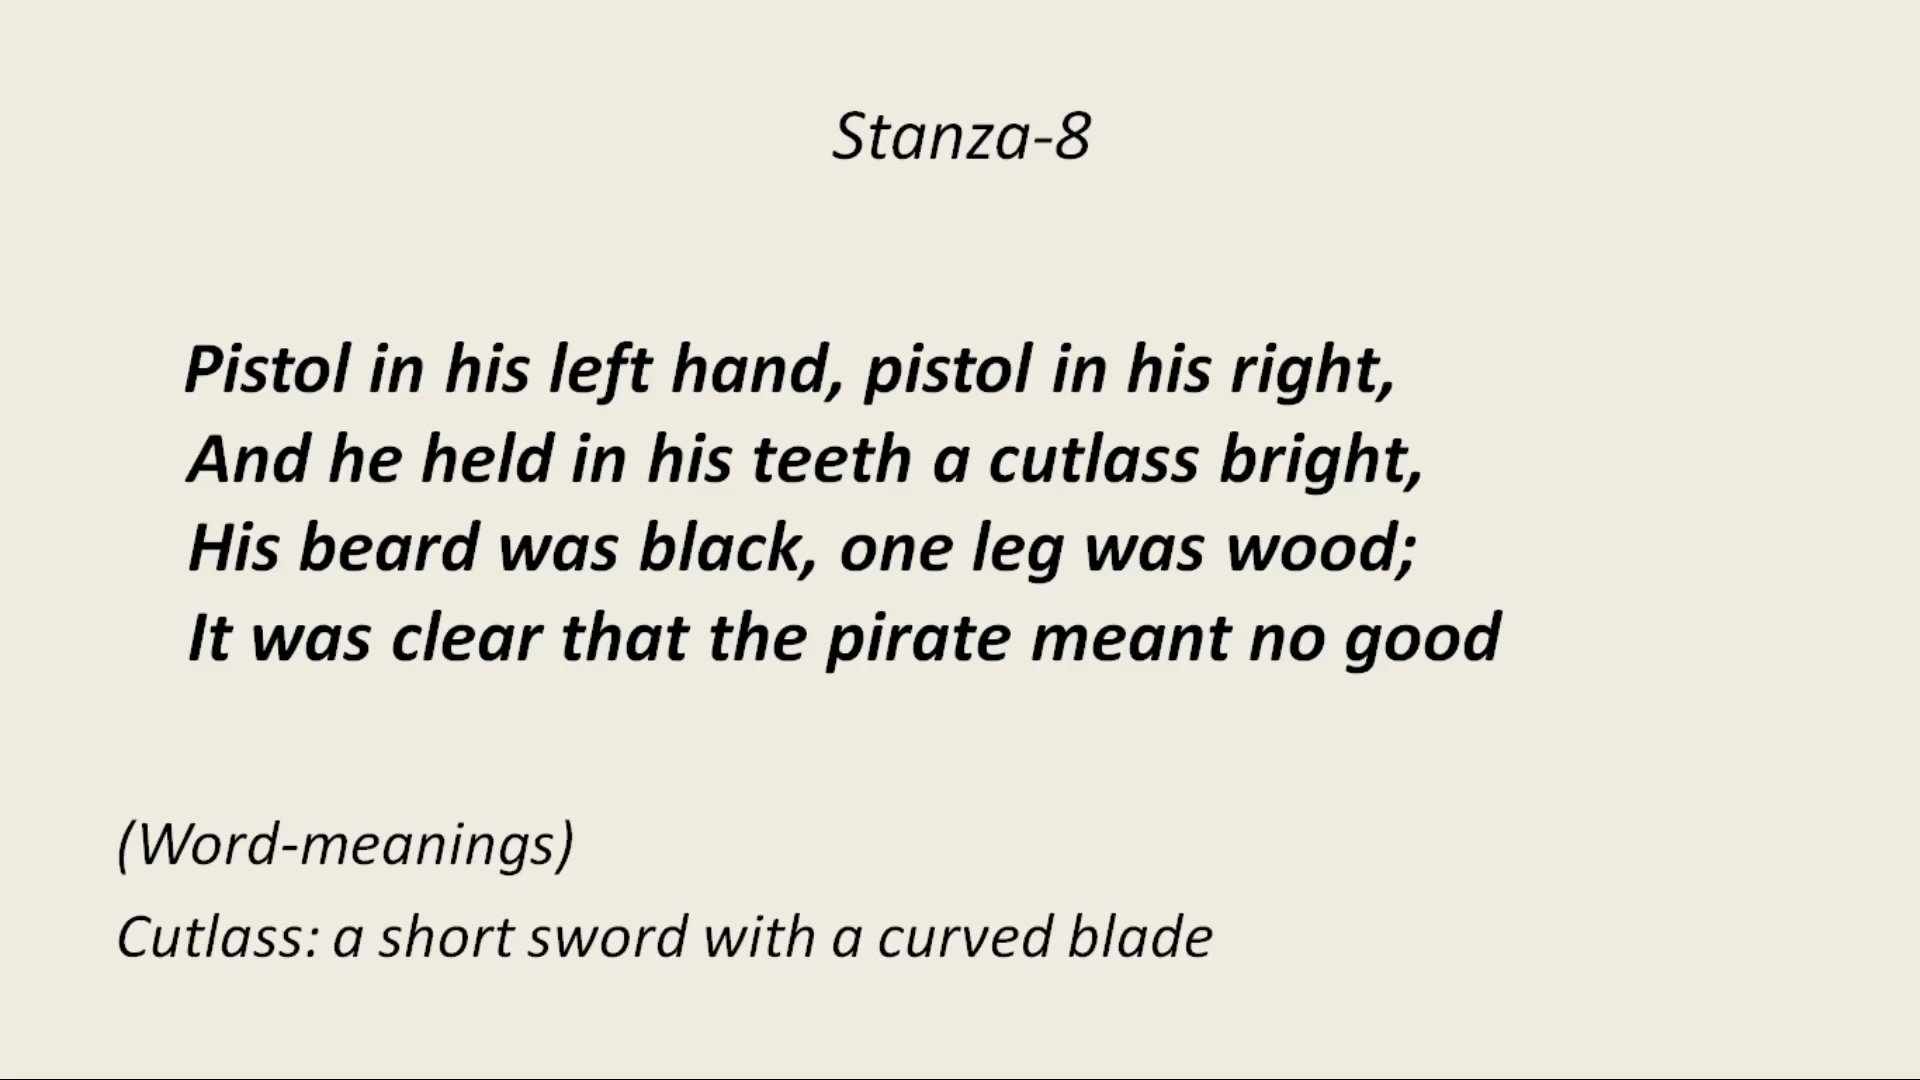 Stanza-8
Pistol in his left hand, pistol in his right,
And he held in his teeth a cutlass bright,
His beard was black, one leg was wood;
It was clear that the pirate meant no good
(Word-meanings)
Cutlass: a short sword with a curved blade